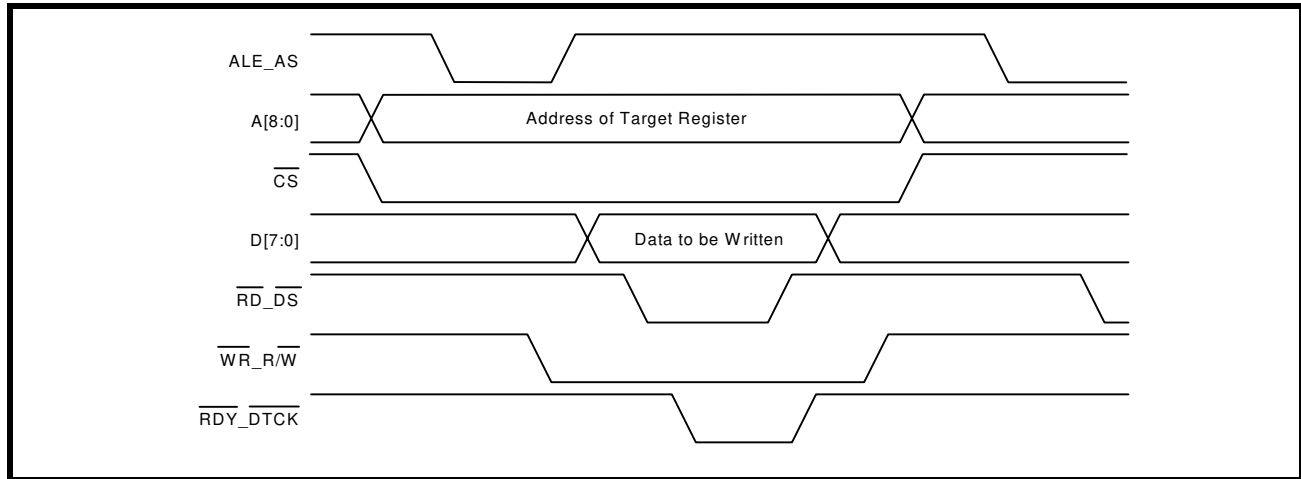 ALE_AS
A[8:0]
Address of Target Register
CS
D[7:0]
Data to be Written
RD_DS
WR_R/W
RDY_DTCK